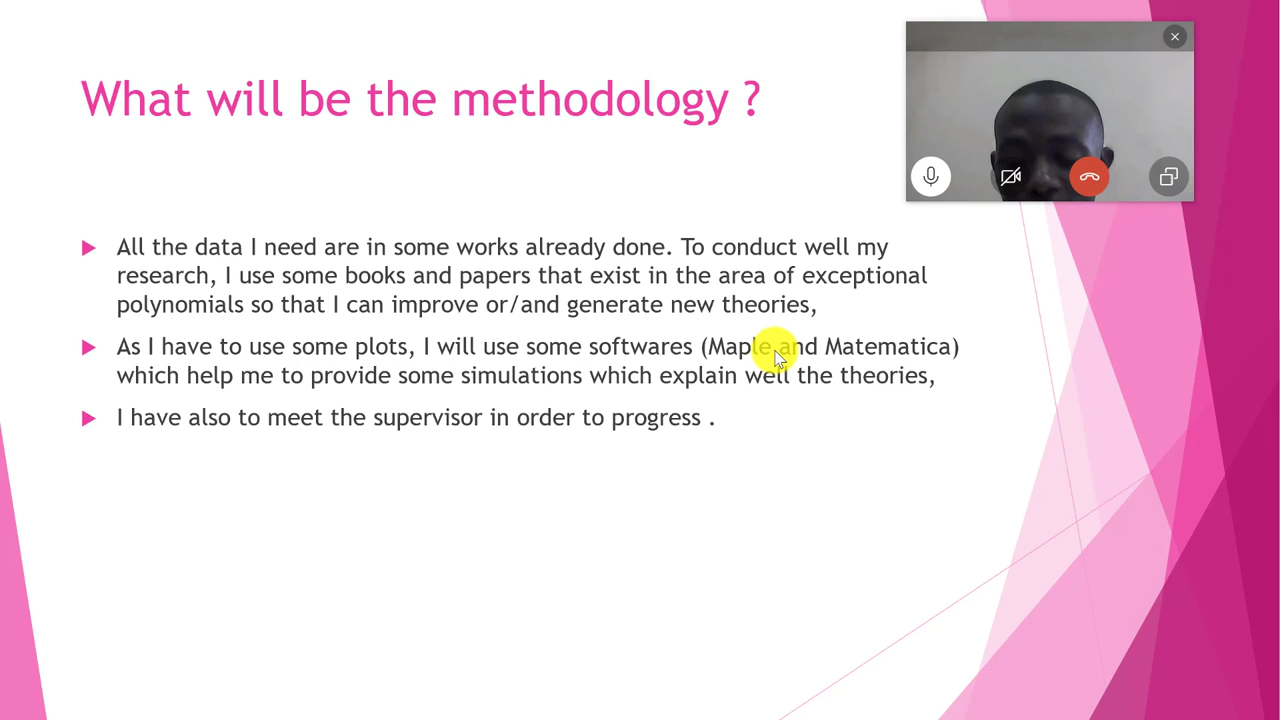 What will be the methodology ?
All the data I need are in some works already done. To conduct well my
research, I use some books and papers that exist in the area of exceptional
polynomials so that I can improve or/and generate new theories,
As I have to use some plots, I will use some softwares (Maple and Matematica)
which help me to provide some simulations which explain well the theories,
I have also to meet the supervisor in order to progress .